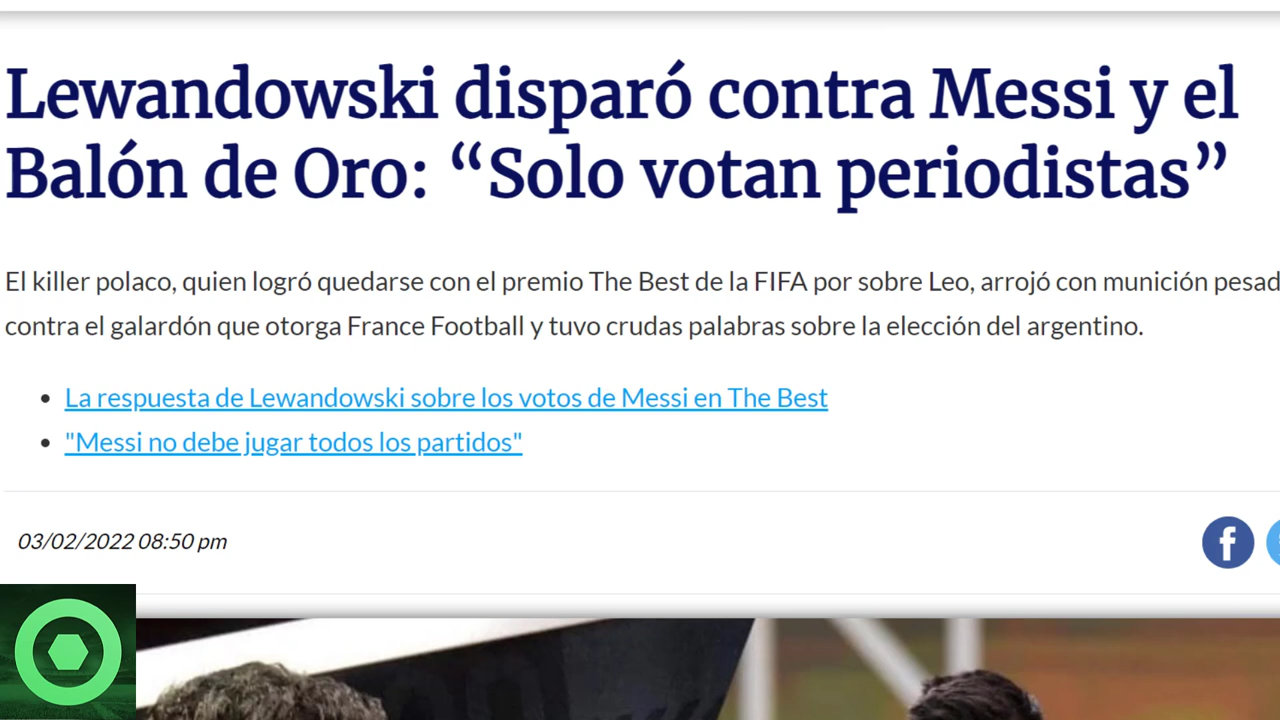 Lewandowski disparó contra Messi y el
Balón de Oro: “Solo votan periodistas”
El killer polaco, quien logró quedarse con el premio The Best de la FIFA por sobre Leo, arrojó con munición pesad
contra el galardón que otorga France Football y tuvo crudas palabras sobre la elección del argentino.
La respuesta de Lewandowski sobre los votos de Messi en The Best
"Messi no debe jugar todos los partidos"
03/02/2022 08:50 pm